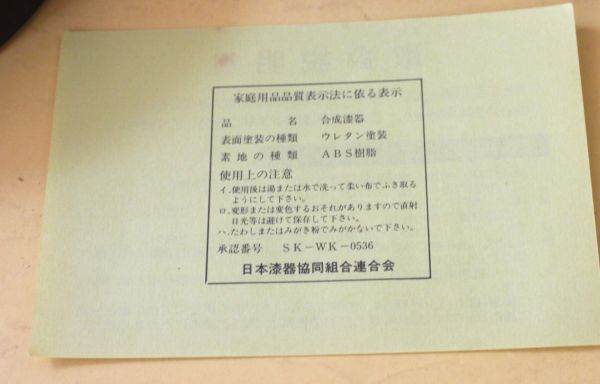 家庭用品品質表示法に依る表示
品名 合成漆器
表面塗装の種類 ウレタン塗装
素地の種類 ABS樹脂
使用上の注意
イ.使用後は湯または水で洗って柔い布でふき取る
ようにして下さい。
ロ.変形または変色するおそれがありますので直射
日光等は避けて保存して下さい。
ハ.たわしまたはみがき粉でみがかないで下さい。
承認番号 SK-WK-0536
日本漆器協同組合連合会